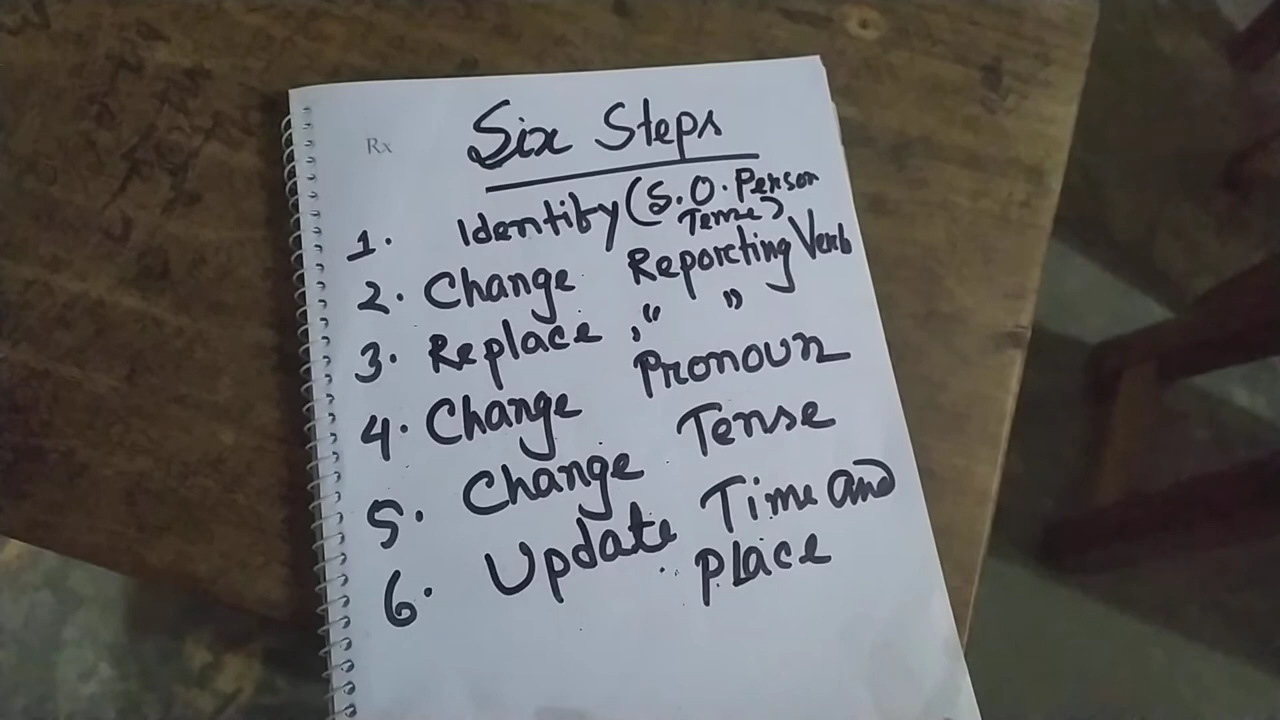 Rx
Six Steps
1. Identity (S.O. Person
Tense)
2. Change Reporting Verb
3. Replace , “ ”
4. Change Pronoun
5. Change Tense
6. Update Time and
place